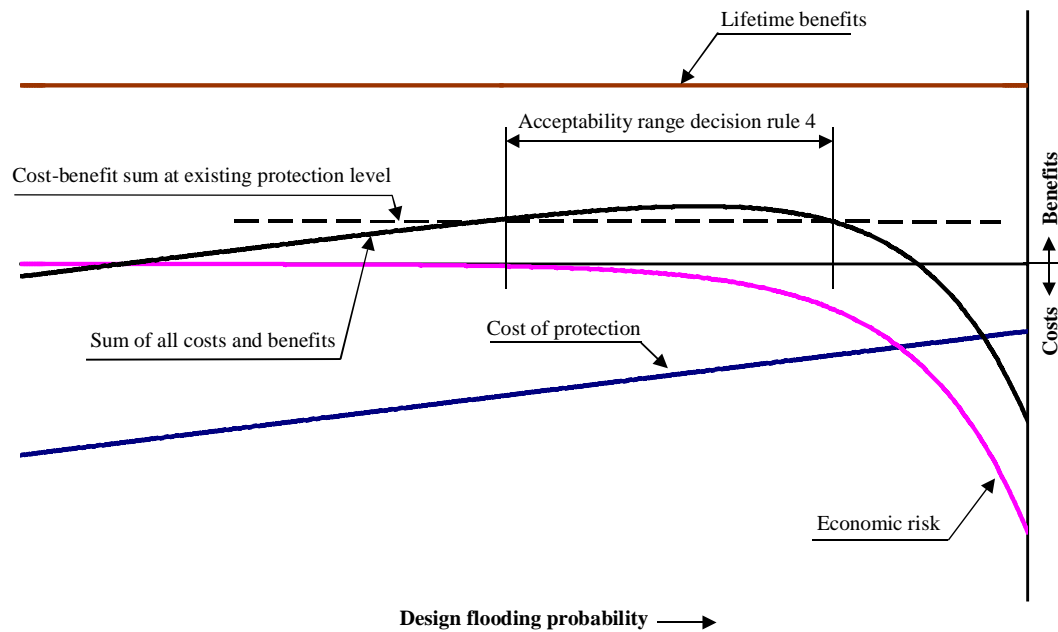 Lifetime benefits
Acceptability range decision rule 4
Cost-benefit sum at existing protection level
Benefits
Costs
Cost of protection
Sum of all costs and benefits
Economic risk
Design flooding probability